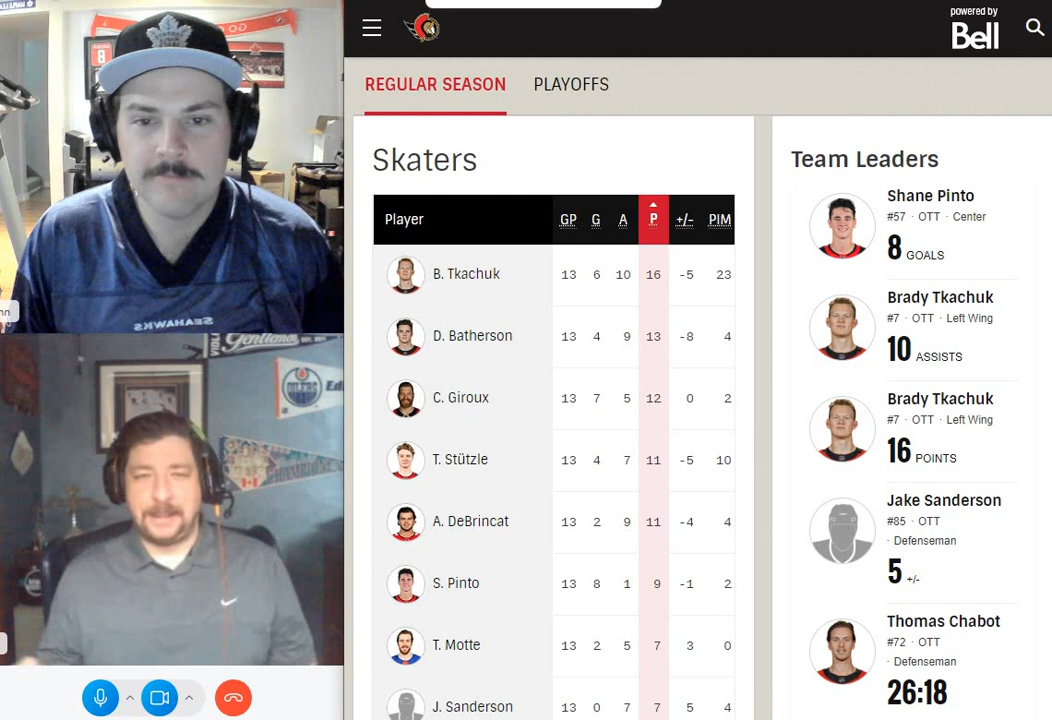 SEAHAWKS
nn
Gentlemen
OILERS
Ed
CHAMPIONS
powered by
Bell
REGULAR SEASON PLAYOFFS
Skaters
Player GP G A P +/- PIM
B. Tkachuk 13 6 10 16 -5 23
D. Batherson 13 4 9 13 -8 4
C. Giroux 13 7 5 12 0 2
T. Stützle 13 4 7 11 -5 10
A. DeBrincat 13 2 9 11 -4 4
S. Pinto 13 8 1 9 -1 2
T. Motte 13 2 5 7 3 0
J. Sanderson 13 0 7 7 5 4
Team Leaders
Shane Pinto
#57 · OTT · Center
8 GOALS
Brady Tkachuk
#7 · OTT · Left Wing
10 ASSISTS
Brady Tkachuk
#7 · OTT · Left Wing
16 POINTS
Jake Sanderson
#85 · OTT
· Defenseman
5 +/-
Thomas Chabot
#72 · OTT
· Defenseman
26:18